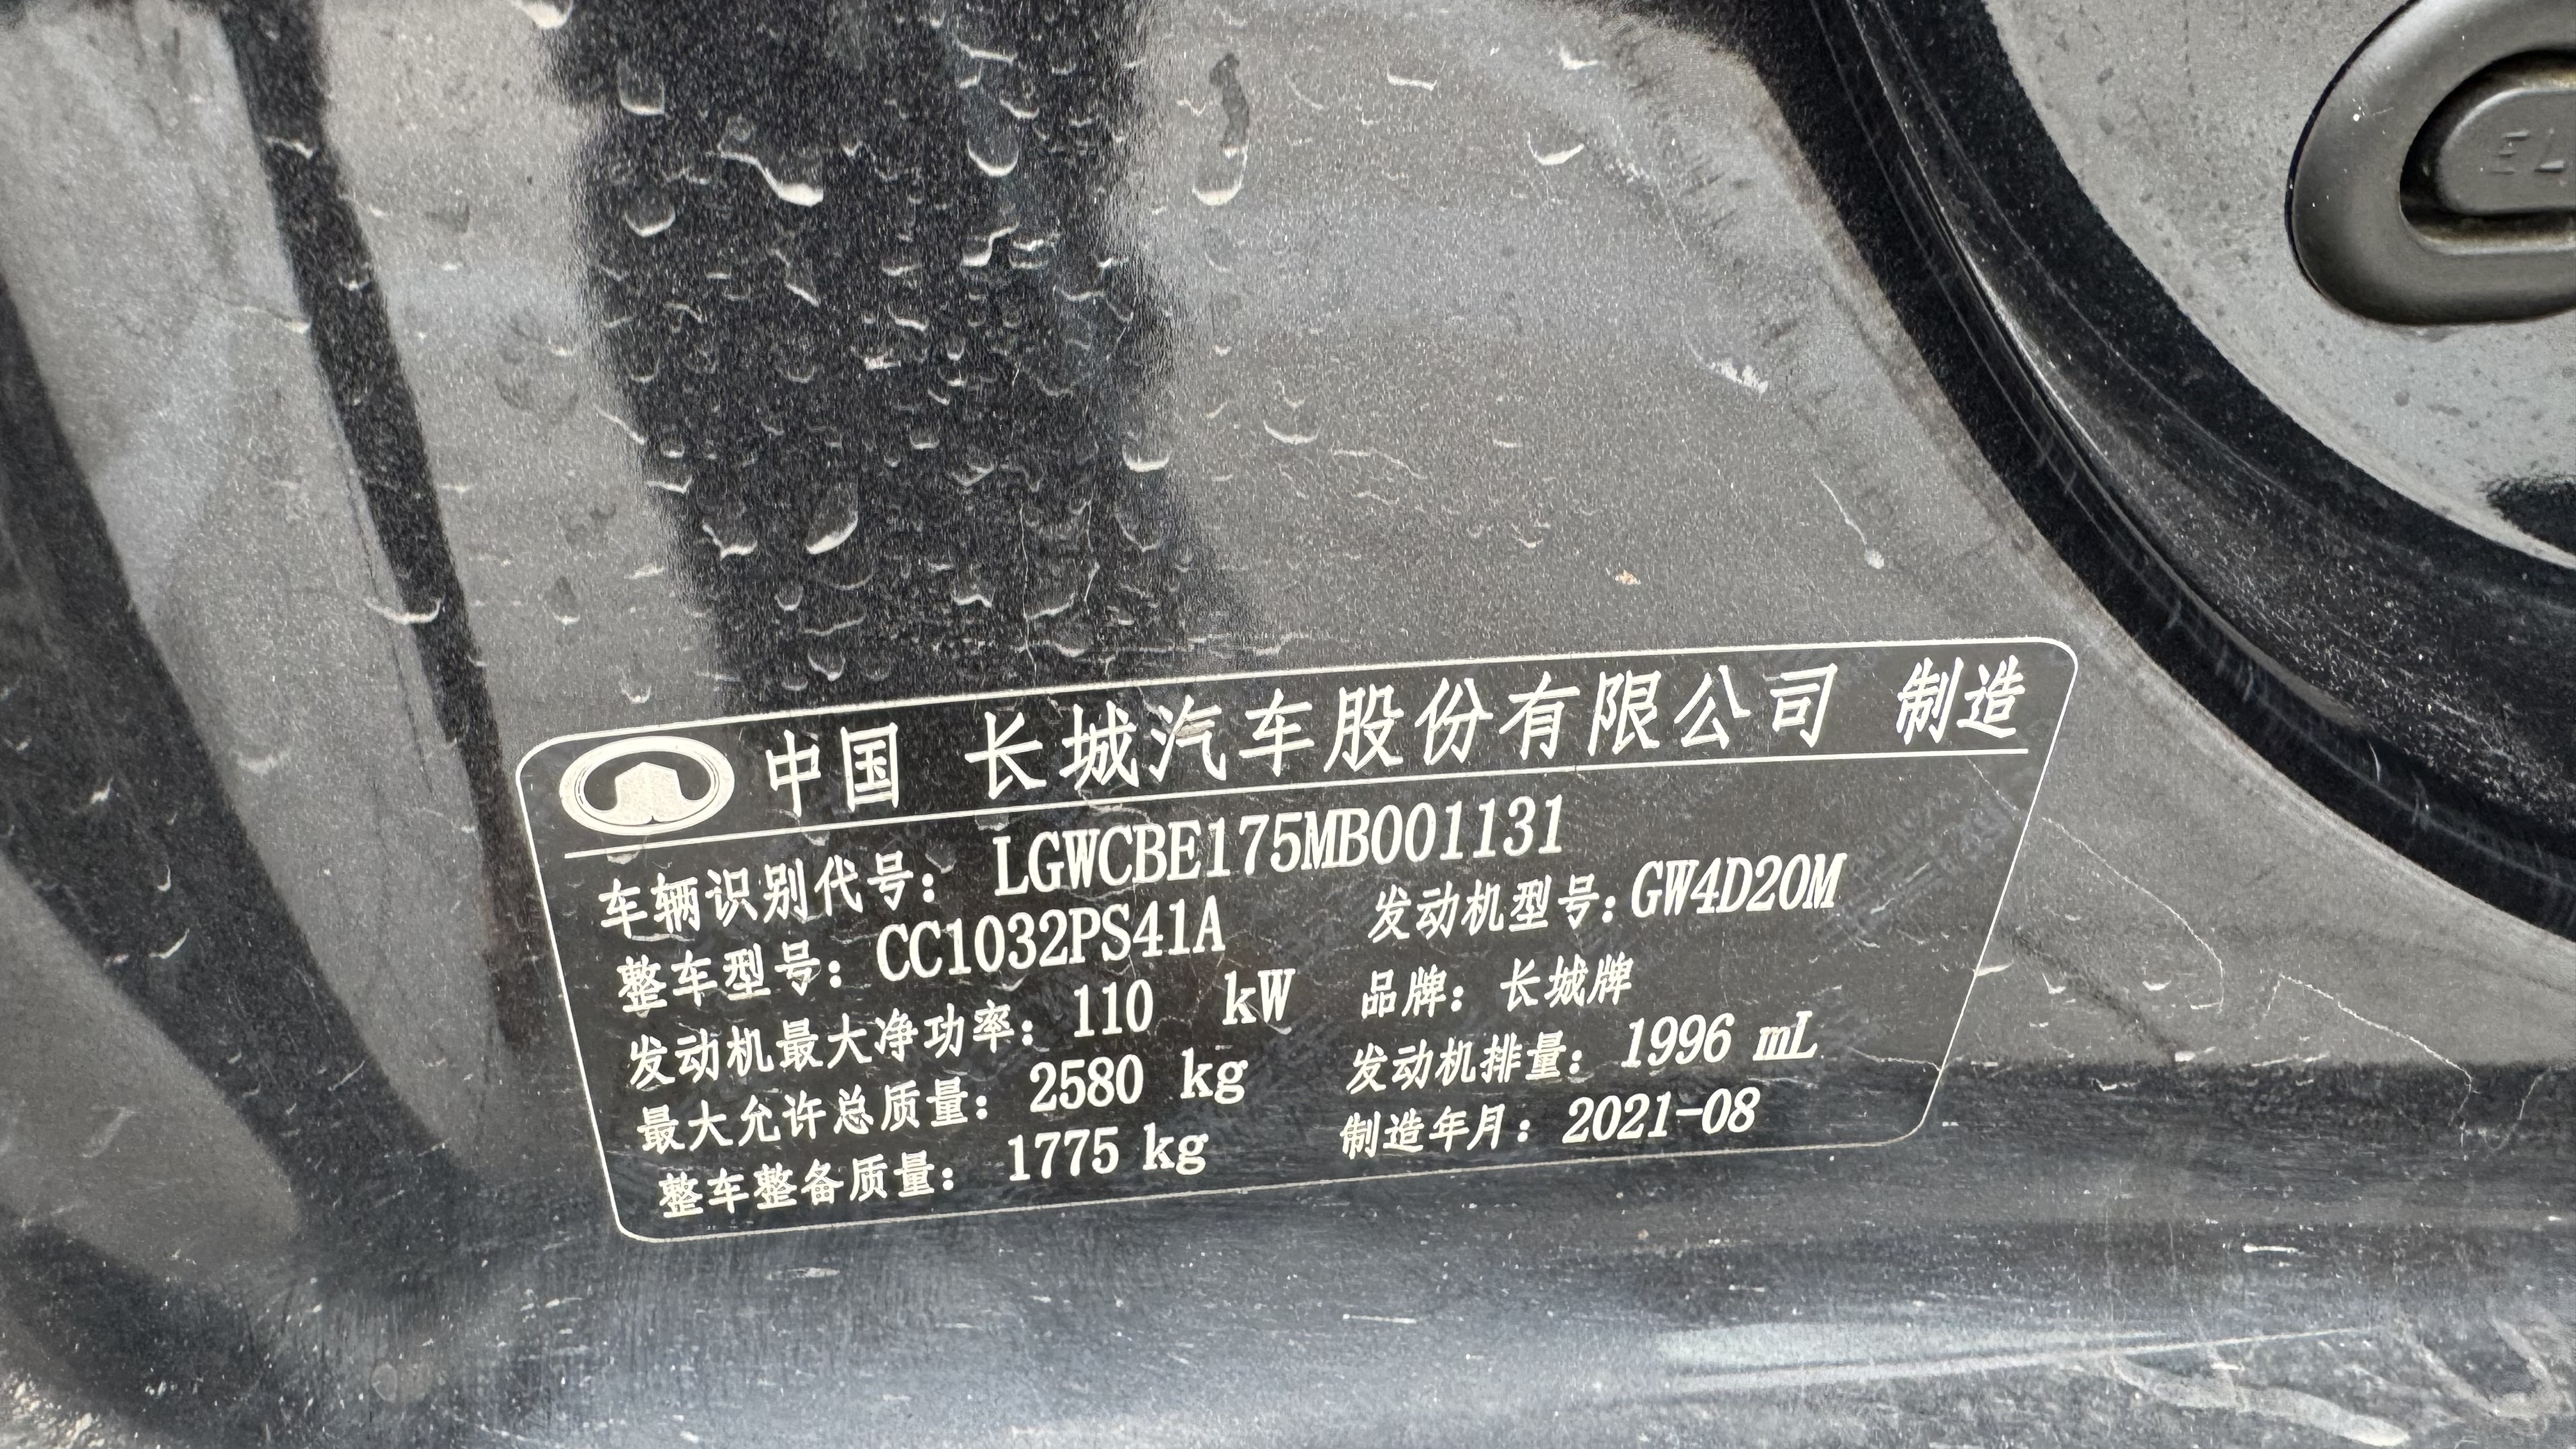 中国 长城汽车股份有限公司 制造
车辆识别代号： LGWCBE175MB001131
整车型号： CC1032PS41A 发动机型号：GW4D20M
发动机最大净功率： 110 kW 品牌： 长城牌
最大允许总质量： 2580 kg 发动机排量： 1996 mL
整车整备质量： 1775 kg 制造年月： 2021-08